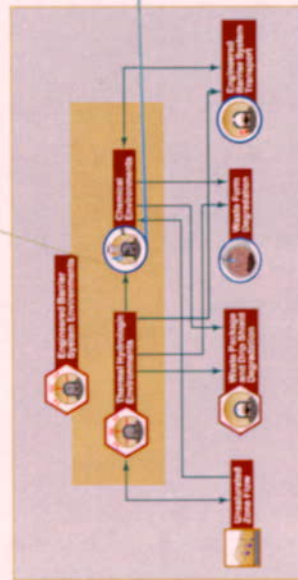 Engineered Barrier
System Environments
Thermal Hydrologic
Environments
Chemical
Environments
Unsaturated
Zone Flow
Waste Package
and Drip Shield
Degradation
Waste Form
Degradation
Engineered
Barrier System
Transport